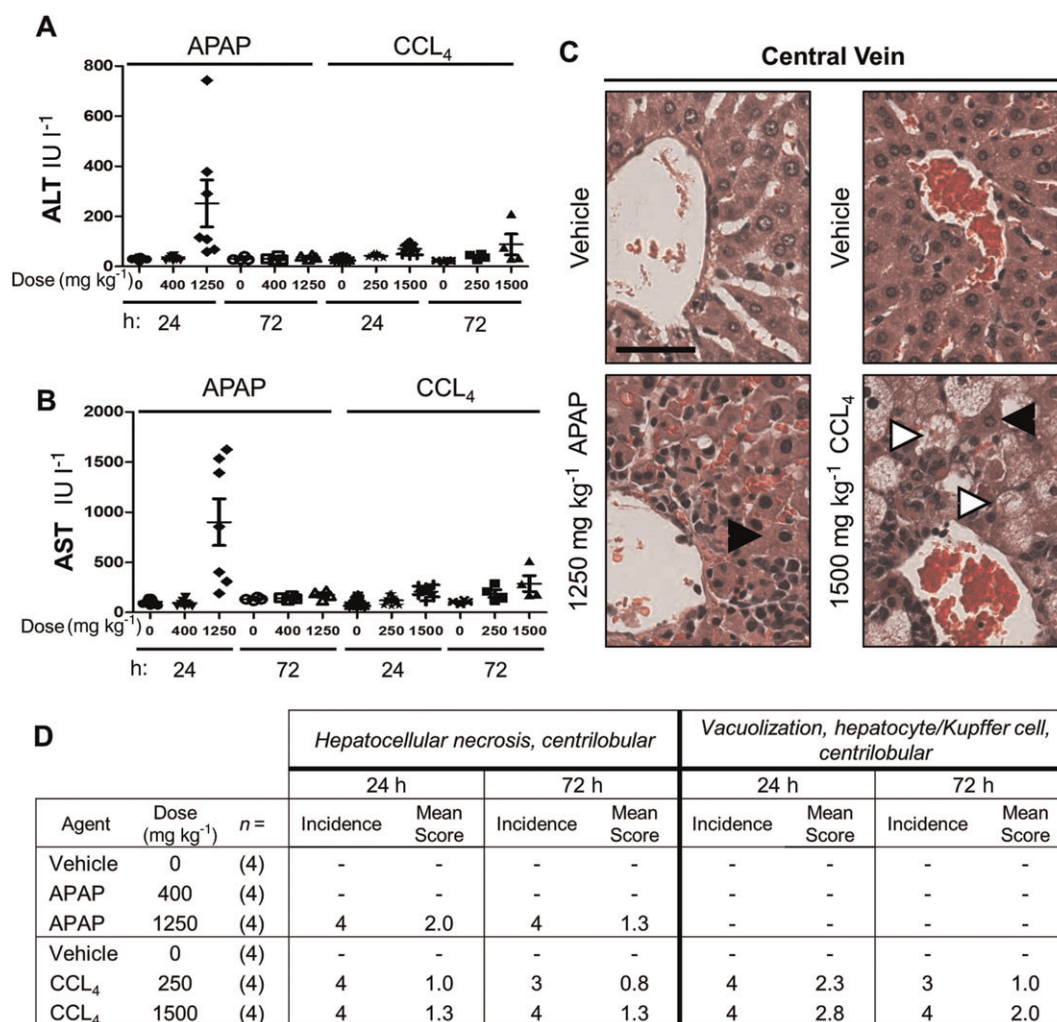 A
APAP
CCL₄
800
600
400
200
0
ALT IU l⁻¹
Dose (mg kg⁻¹)
0 400 1250 0 400 1250 0 250 1500 0 250 1500
h: 24 72 24 72
B
APAP
CCL₄
2000
1500
1000
500
0
AST IU l⁻¹
Dose (mg kg⁻¹)
0 400 1250 0 400 1250 0 250 1500 0 250 1500
h: 24 72 24 72
C
Central Vein
Vehicle
Vehicle
1250 mg kg⁻¹ APAP
1500 mg kg⁻¹ CCL₄
D
Hepatocellular necrosis, centrilobular
Vacuolization, hepatocyte/Kupffer cell,
centrilobular
24 h 72 h 24 h 72 h
Agent Dose (mg kg⁻¹) n = Incidence Mean Score Incidence Mean Score Incidence Mean Score Incidence Mean Score
Vehicle 0 (4) - - - - - - - -
APAP 400 (4) - - - - - - - -
APAP 1250 (4) 4 2.0 4 1.3 - - - -
Vehicle 0 (4) - - - - - - - -
CCL₄ 250 (4) 4 1.0 3 0.8 4 2.3 3 1.0
CCL₄ 1500 (4) 4 1.3 4 1.3 4 2.8 4 2.0